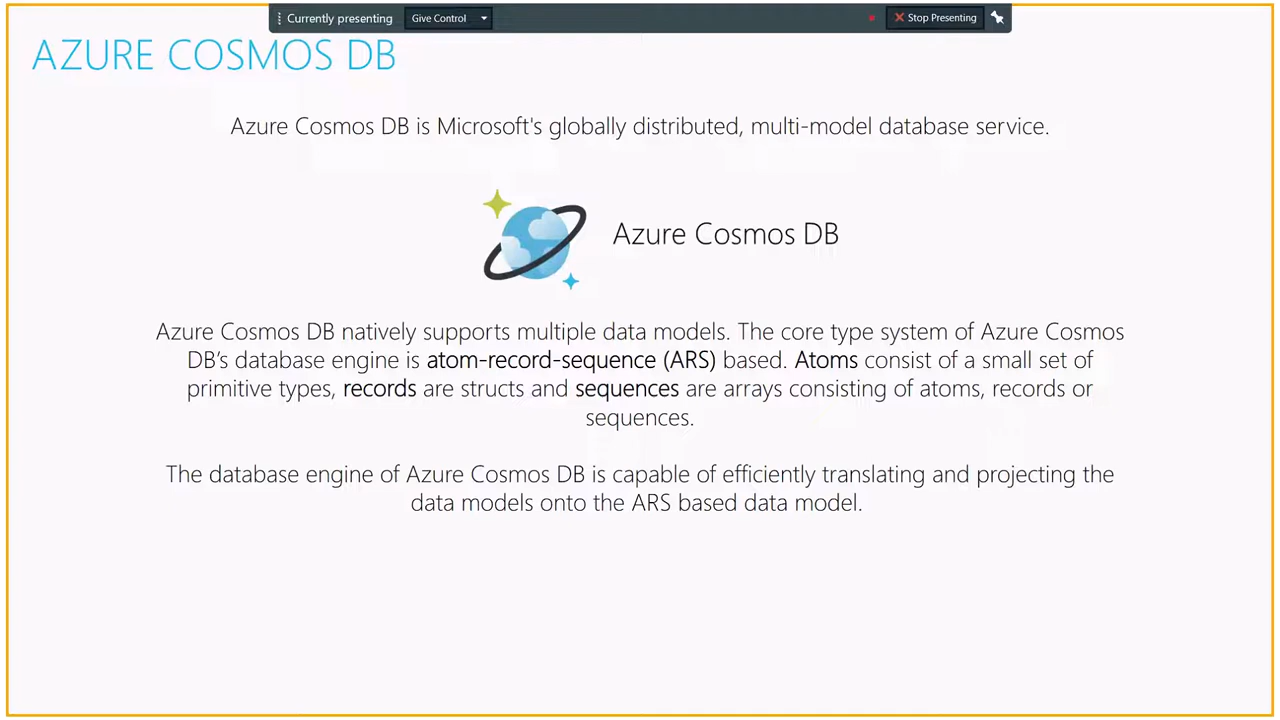 Currently presenting
Give Control
Stop Presenting
AZURE COSMOS DB
Azure Cosmos DB is Microsoft's globally distributed, multi-model database service.
Azure Cosmos DB
Azure Cosmos DB natively supports multiple data models. The core type system of Azure Cosmos
DB’s database engine is atom-record-sequence (ARS) based. Atoms consist of a small set of
primitive types, records are structs and sequences are arrays consisting of atoms, records or
sequences.
The database engine of Azure Cosmos DB is capable of efficiently translating and projecting the
data models onto the ARS based data model.